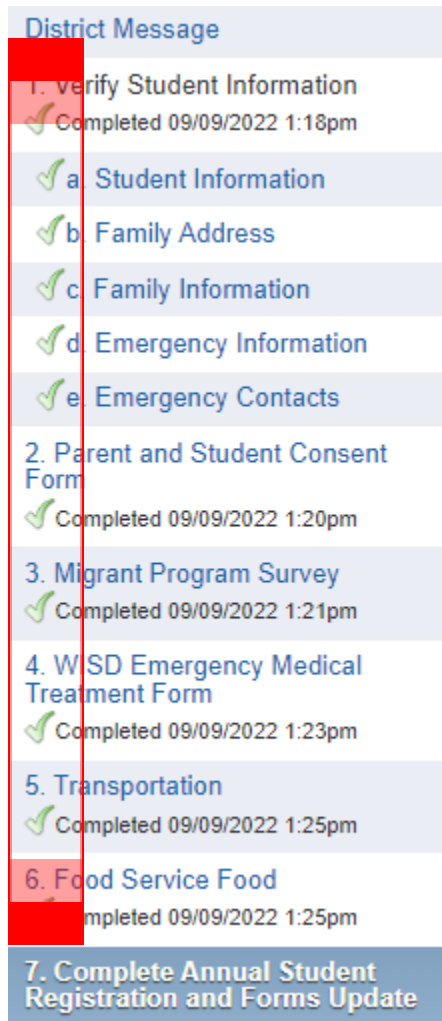 District Message
1. Verify Student Information
Completed 09/09/2022 1:18pm
a. Student Information
b. Family Address
c. Family Information
d. Emergency Information
e. Emergency Contacts
2. Parent and Student Consent
Form
Completed 09/09/2022 1:20pm
3. Migrant Program Survey
Completed 09/09/2022 1:21pm
4. WISD Emergency Medical
Treatment Form
Completed 09/09/2022 1:23pm
5. Transportation
Completed 09/09/2022 1:25pm
6. Food Service Food
mpleted 09/09/2022 1:25pm
7. Complete Annual Student
Registration and Forms Update